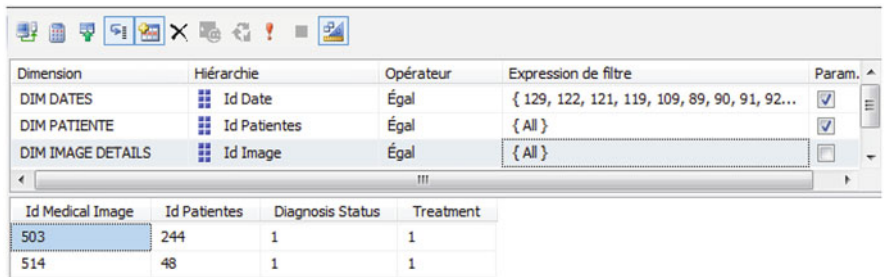 Dimension Hiérarchie Opérateur Expression de filtre Param.
DIM DATES Id Date Égal { 129, 122, 121, 119, 109, 89, 90, 91, 92...
DIM PATIENTE Id Patientes Égal { All }
DIM IMAGE DETAILS Id Image Égal { All }
Id Medical Image Id Patientes Diagnosis Status Treatment
503 244 1 1
514 48 1 1